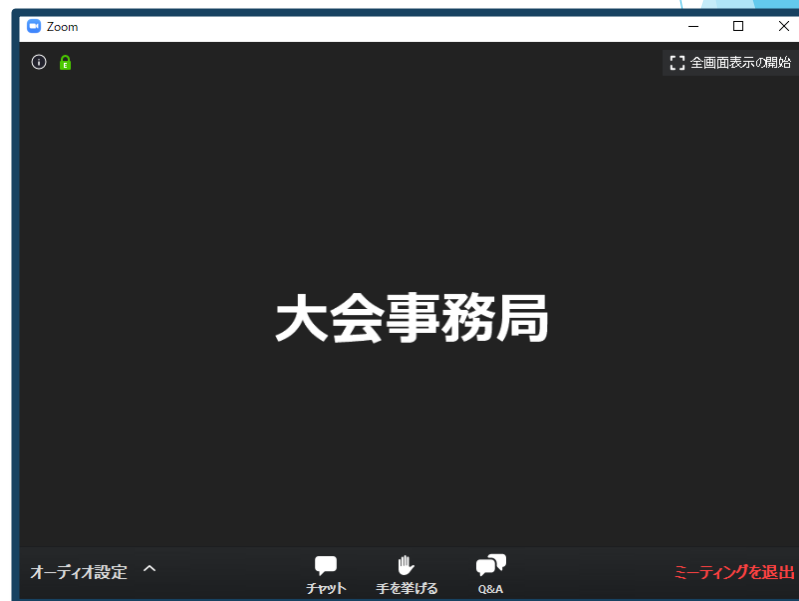 Zoom
全画面表示の開始
大会事務局
オーディオ設定
チャット
手を挙げる
Q&A
ミーティングを退出